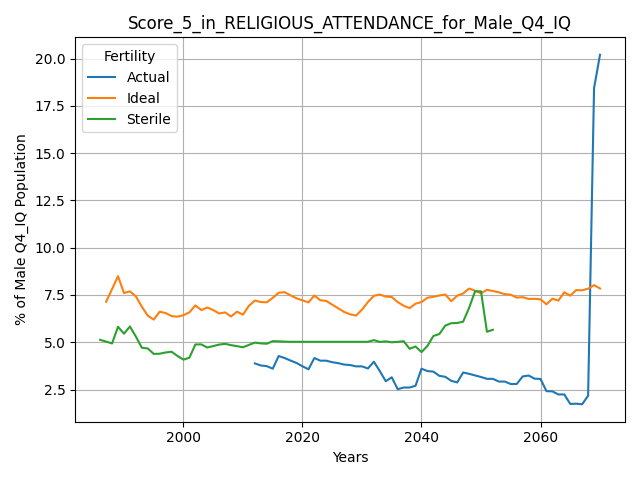 Score_5_in_RELIGIOUS_ATTENDANCE_for_Male_Q4_IQ
Fertility
Actual
Ideal
Sterile
% of Male Q4_IQ Population
20.0
17.5
15.0
12.5
10.0
7.5
5.0
2.5
2000
2020
2040
2060
Years